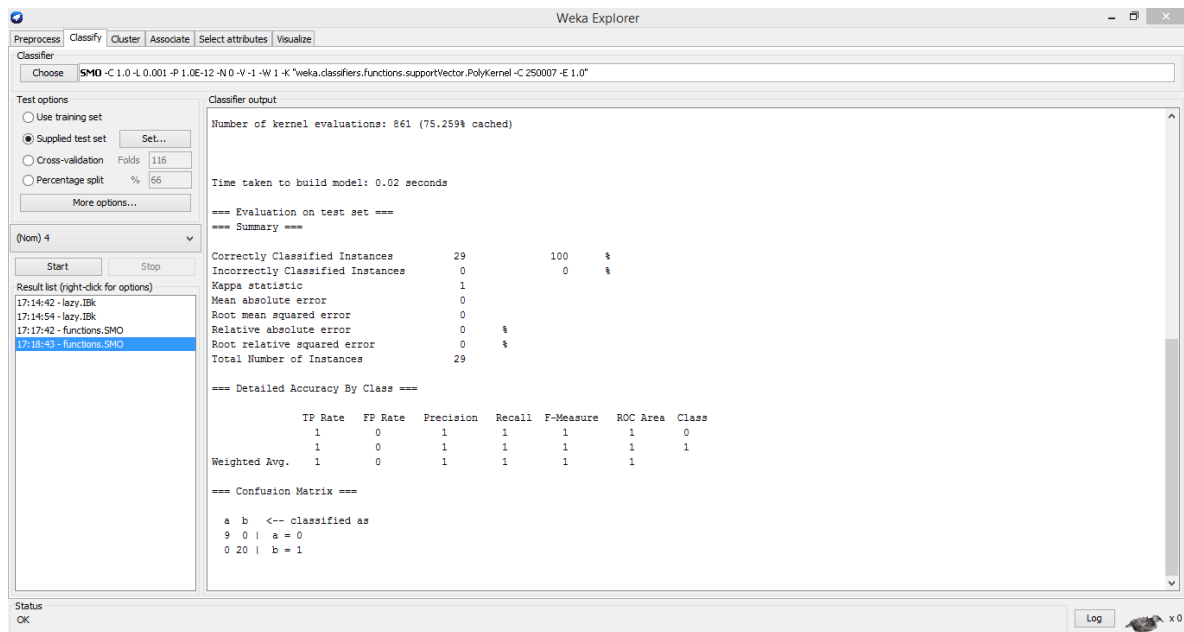 Weka Explorer
Preprocess Classify Cluster Associate Select attributes Visualize
Classifier
Choose SMO -C 1.0 -L 0.001 -P 1.0E-12 -N 0 -V -1 -W 1 -K "weka.classifiers.functions.supportVector.PolyKernel -C 250007 -E 1.0"
Test options
Use training set
Supplied test set Set...
Cross-validation Folds 116
Percentage split % 66
More options...
(Nom) 4
Start Stop
Result list (right-click for options)
17:14:42 - lazy.IBk
17:14:54 - lazy.IBk
17:17:42 - functions.SMO
17:18:43 - functions.SMO
Classifier output
Number of kernel evaluations: 861 (75.259% cached)
Time taken to build model: 0.02 seconds
=== Evaluation on test set ===
=== Summary ===
Correctly Classified Instances 29 100 %
Incorrectly Classified Instances 0 0 %
Kappa statistic 1
Mean absolute error 0
Root mean squared error 0
Relative absolute error 0 %
Root relative squared error 0 %
Total Number of Instances 29
=== Detailed Accuracy By Class ===
TP Rate FP Rate Precision Recall F-Measure ROC Area Class
1 0 1 1 1 1 0
1 0 1 1 1 1 1
Weighted Avg. 1 0 1 1 1 1
=== Confusion Matrix ===
a b <-- classified as
9 0 | a = 0
0 20 | b = 1
Status
OK
Log x 0